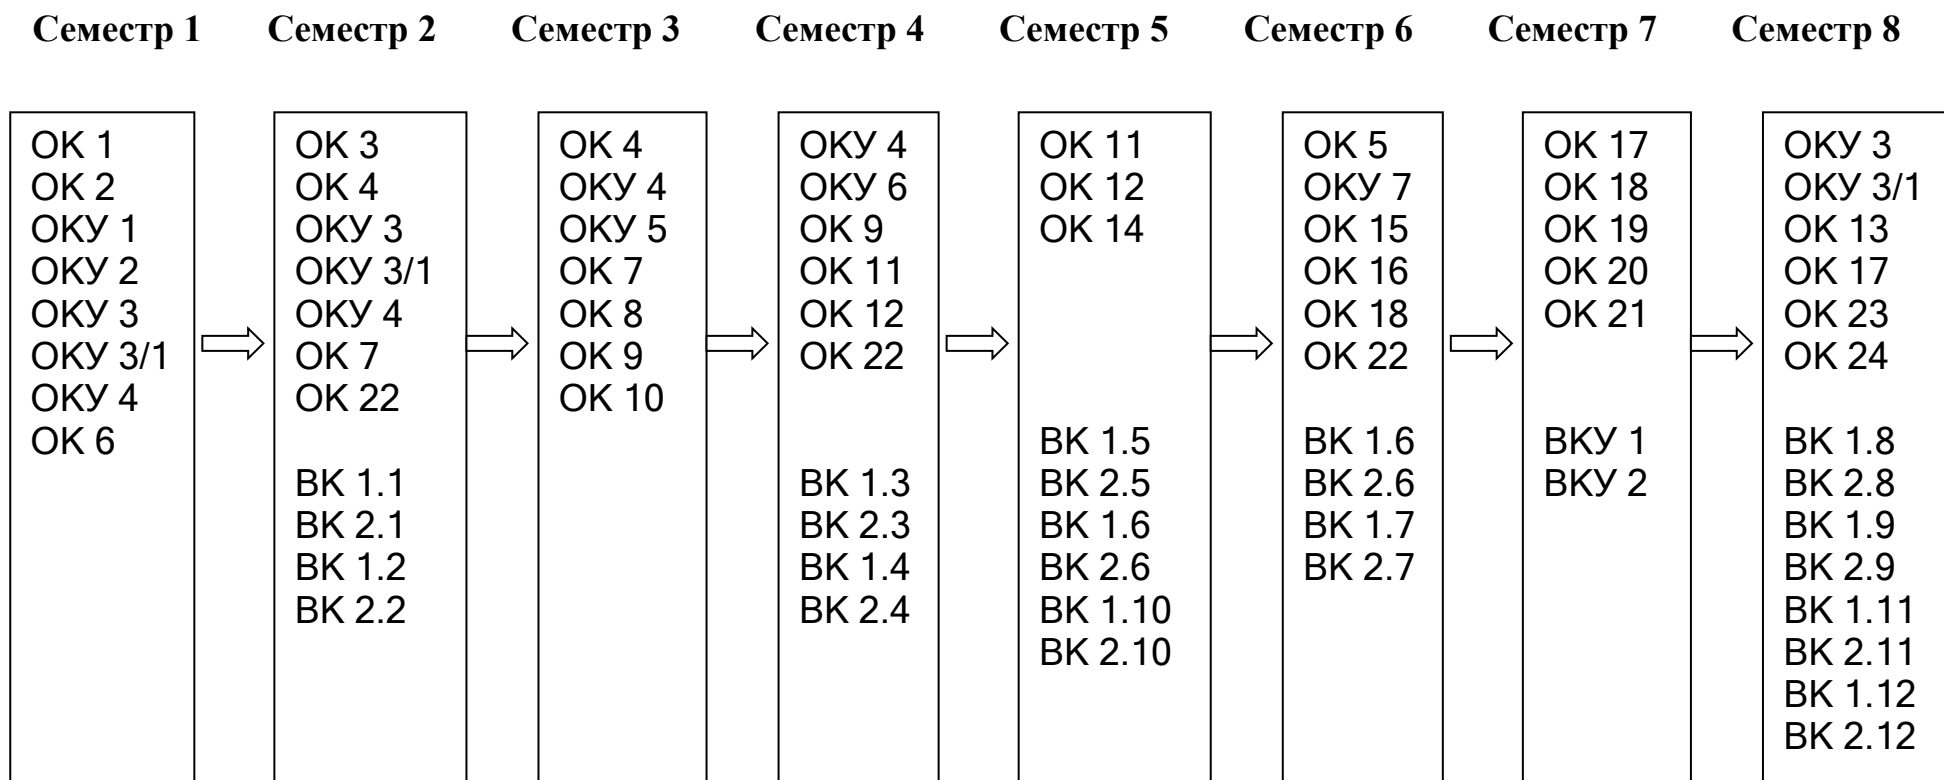 Семестр 1 Семестр 2 Семестр 3 Семестр 4 Семестр 5 Семестр 6 Семестр 7 Семестр 8
ОК 1
ОК 2
ОКУ 1
ОКУ 2
ОКУ 3
ОКУ 3/1
ОКУ 4
ОК 6
ОК 3
ОК 4
ОКУ 3
ОКУ 3/1
ОКУ 4
ОК 7
ОК 22
ВК 1.1
ВК 2.1
ВК 1.2
ВК 2.2
ОК 4
ОКУ 4
ОКУ 5
ОК 7
ОК 8
ОК 9
ОК 10
ОКУ 4
ОКУ 6
ОК 9
ОК 11
ОК 12
ОК 22
ВК 1.3
ВК 2.3
ВК 1.4
ВК 2.4
ОК 11
ОК 12
ОК 14
ВК 1.5
ВК 2.5
ВК 1.6
ВК 2.6
ВК 1.10
ВК 2.10
ОК 5
ОКУ 7
ОК 15
ОК 16
ОК 18
ОК 22
ВК 1.6
ВК 2.6
ВК 1.7
ВК 2.7
ОК 17
ОК 18
ОК 19
ОК 20
ОК 21
ВКУ 1
ВКУ 2
ОКУ 3
ОКУ 3/1
ОК 13
ОК 17
ОК 23
ОК 24
ВК 1.8
ВК 2.8
ВК 1.9
ВК 2.9
ВК 1.11
ВК 2.11
ВК 1.12
ВК 2.12